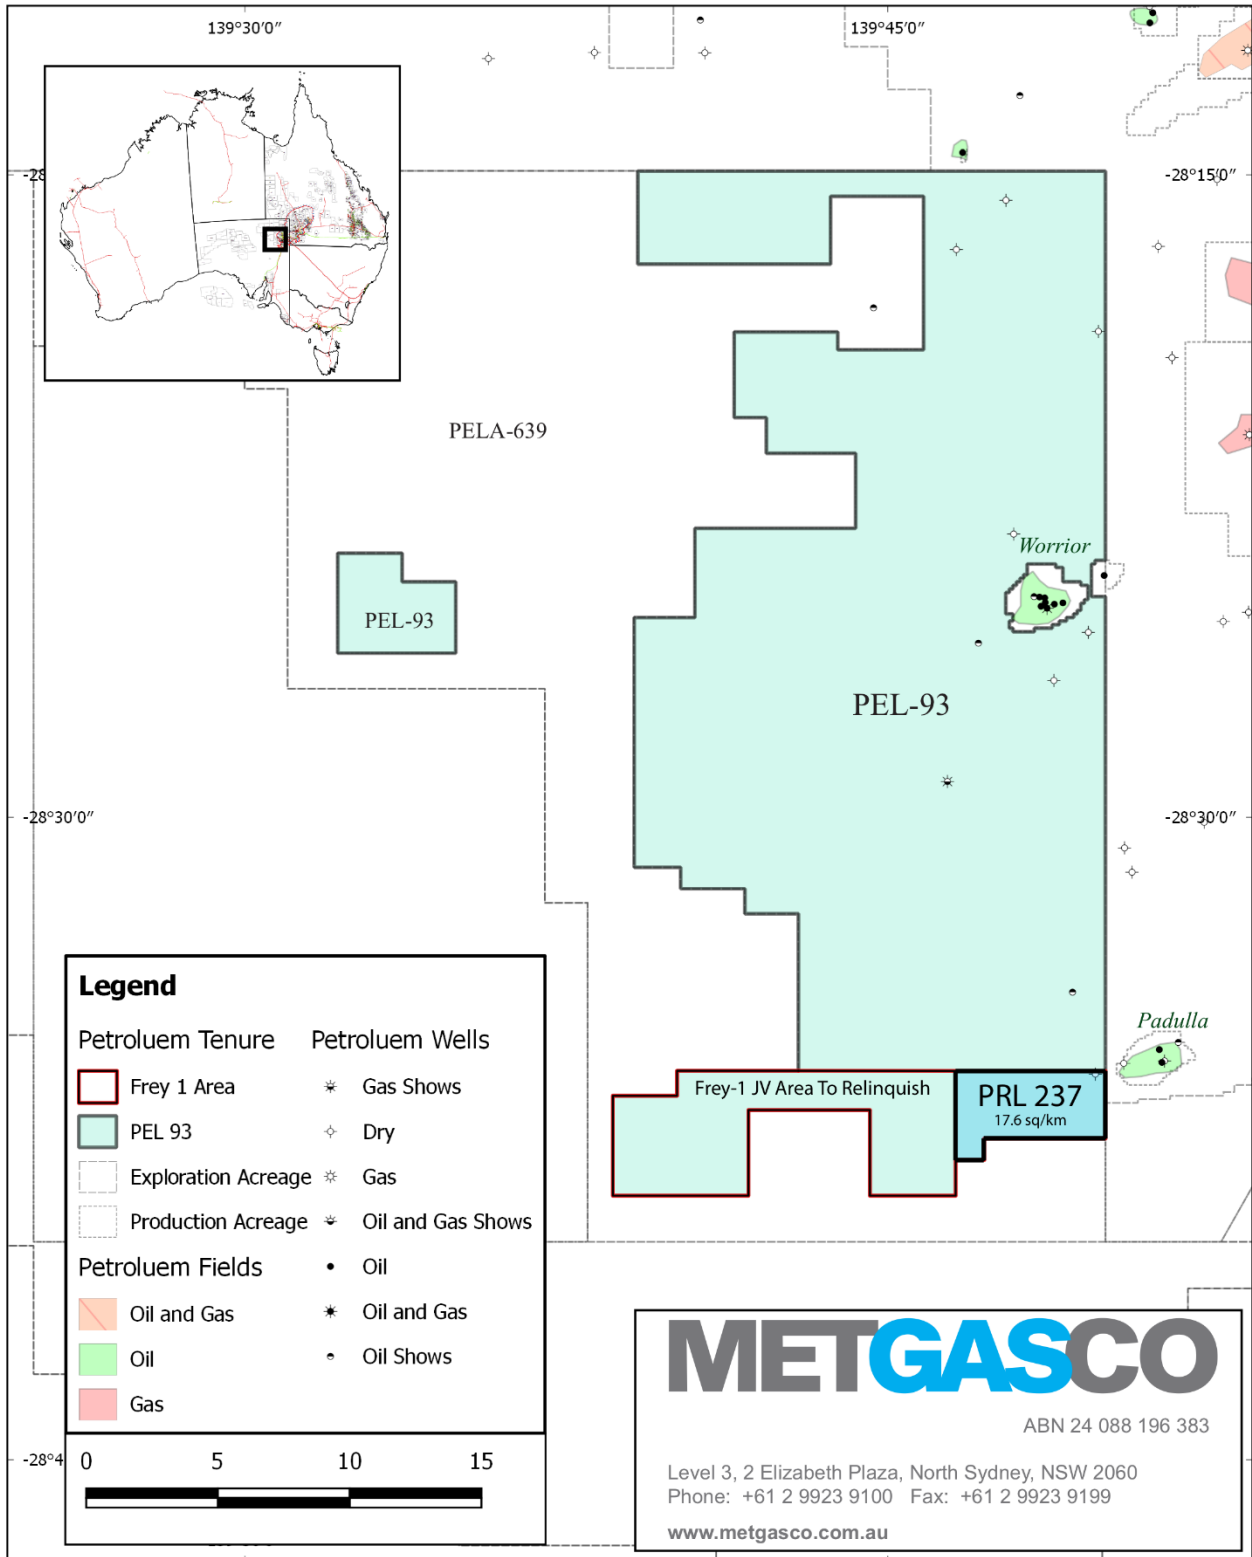 139°30'0"
139°45'0"
-28°15'0"
PELA-639
Worrior
PEL-93
PEL-93
-28°30'0"
-28°30'0"
Padulla
Frey-1 JV Area To Relinquish
PRL 237
17.6 sq/km
Legend
Petroluem Tenure
Frey 1 Area
PEL 93
Exploration Acreage
Production Acreage
Petroluem Fields
Oil and Gas
Oil
Gas
Petroluem Wells
Gas Shows
Dry
Gas
Oil and Gas Shows
Oil
Oil and Gas
Oil Shows
-28°4
0 5 10 15
METGASCO
ABN 24 088 196 383
Level 3, 2 Elizabeth Plaza, North Sydney, NSW 2060
Phone: +61 2 9923 9100 Fax: +61 2 9923 9199
www.metgasco.com.au